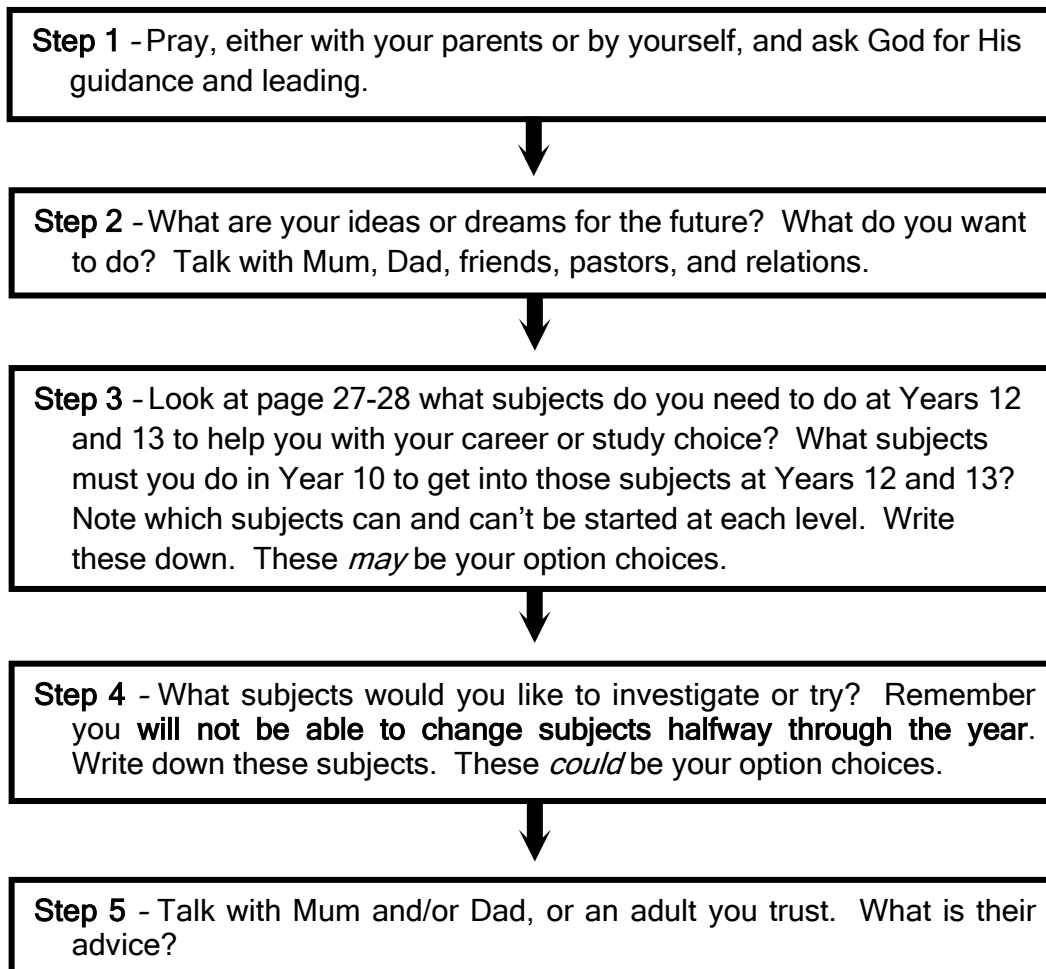 Step 1 - Pray, either with your parents or by yourself, and ask God for His
guidance and leading.
Step 2 - What are your ideas or dreams for the future? What do you want
to do? Talk with Mum, Dad, friends, pastors, and relations.
Step 3 - Look at page 27-28 what subjects do you need to do at Years 12
and 13 to help you with your career or study choice? What subjects
must you do in Year 10 to get into those subjects at Years 12 and 13?
Note which subjects can and can't be started at each level. Write
these down. These may be your option choices.
Step 4 - What subjects would you like to investigate or try? Remember
you will not be able to change subjects halfway through the year.
Write down these subjects. These could be your option choices.
Step 5 - Talk with Mum and/or Dad, or an adult you trust. What is their
advice?